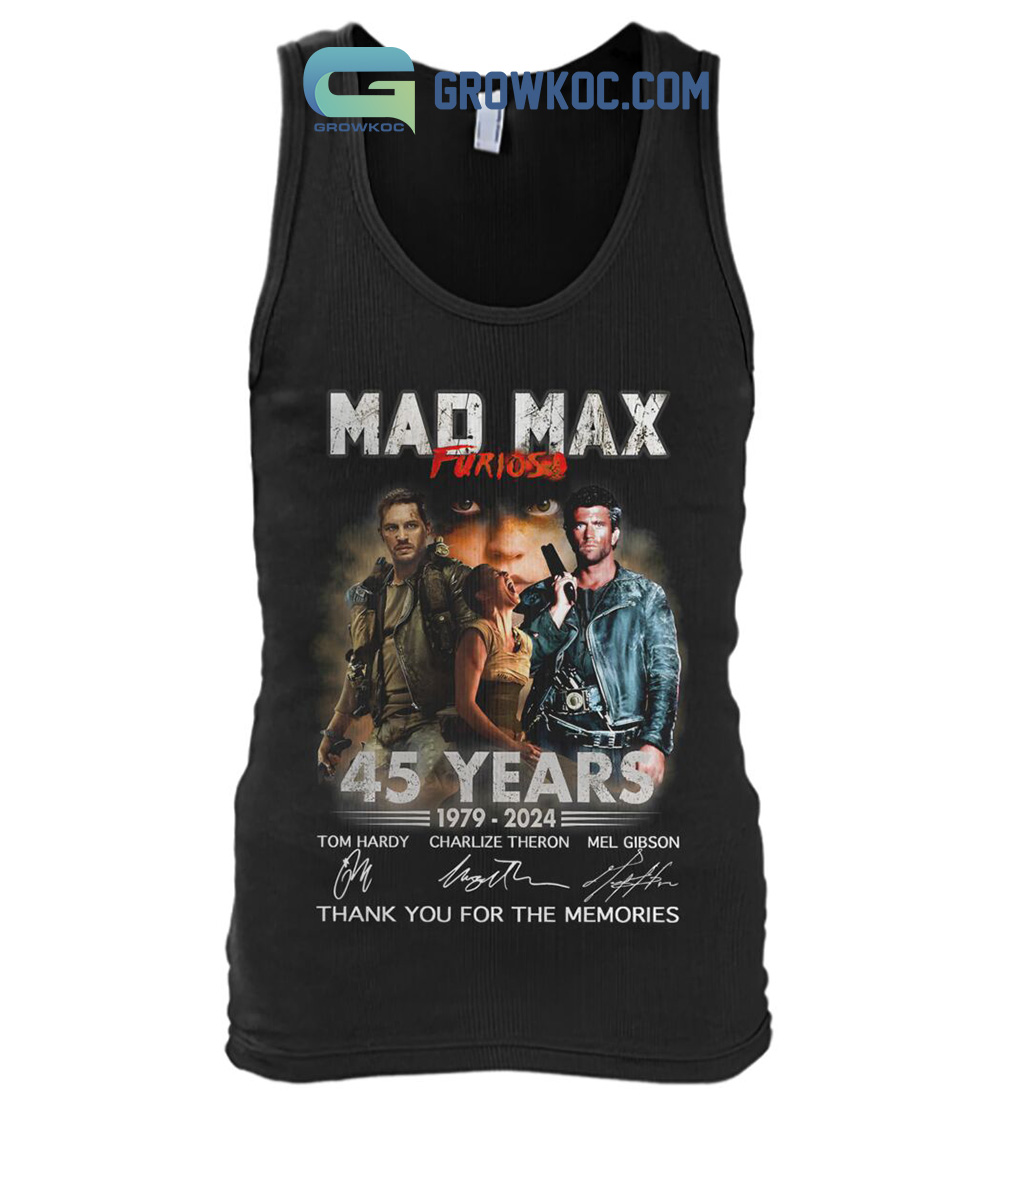 GROWKOC.COM
GROWKOC
MAD MAX
FURIOSA
45 YEARS
1979 - 2024
TOM HARDY CHARLIZE THERON MEL GIBSON
THANK YOU FOR THE MEMORIES